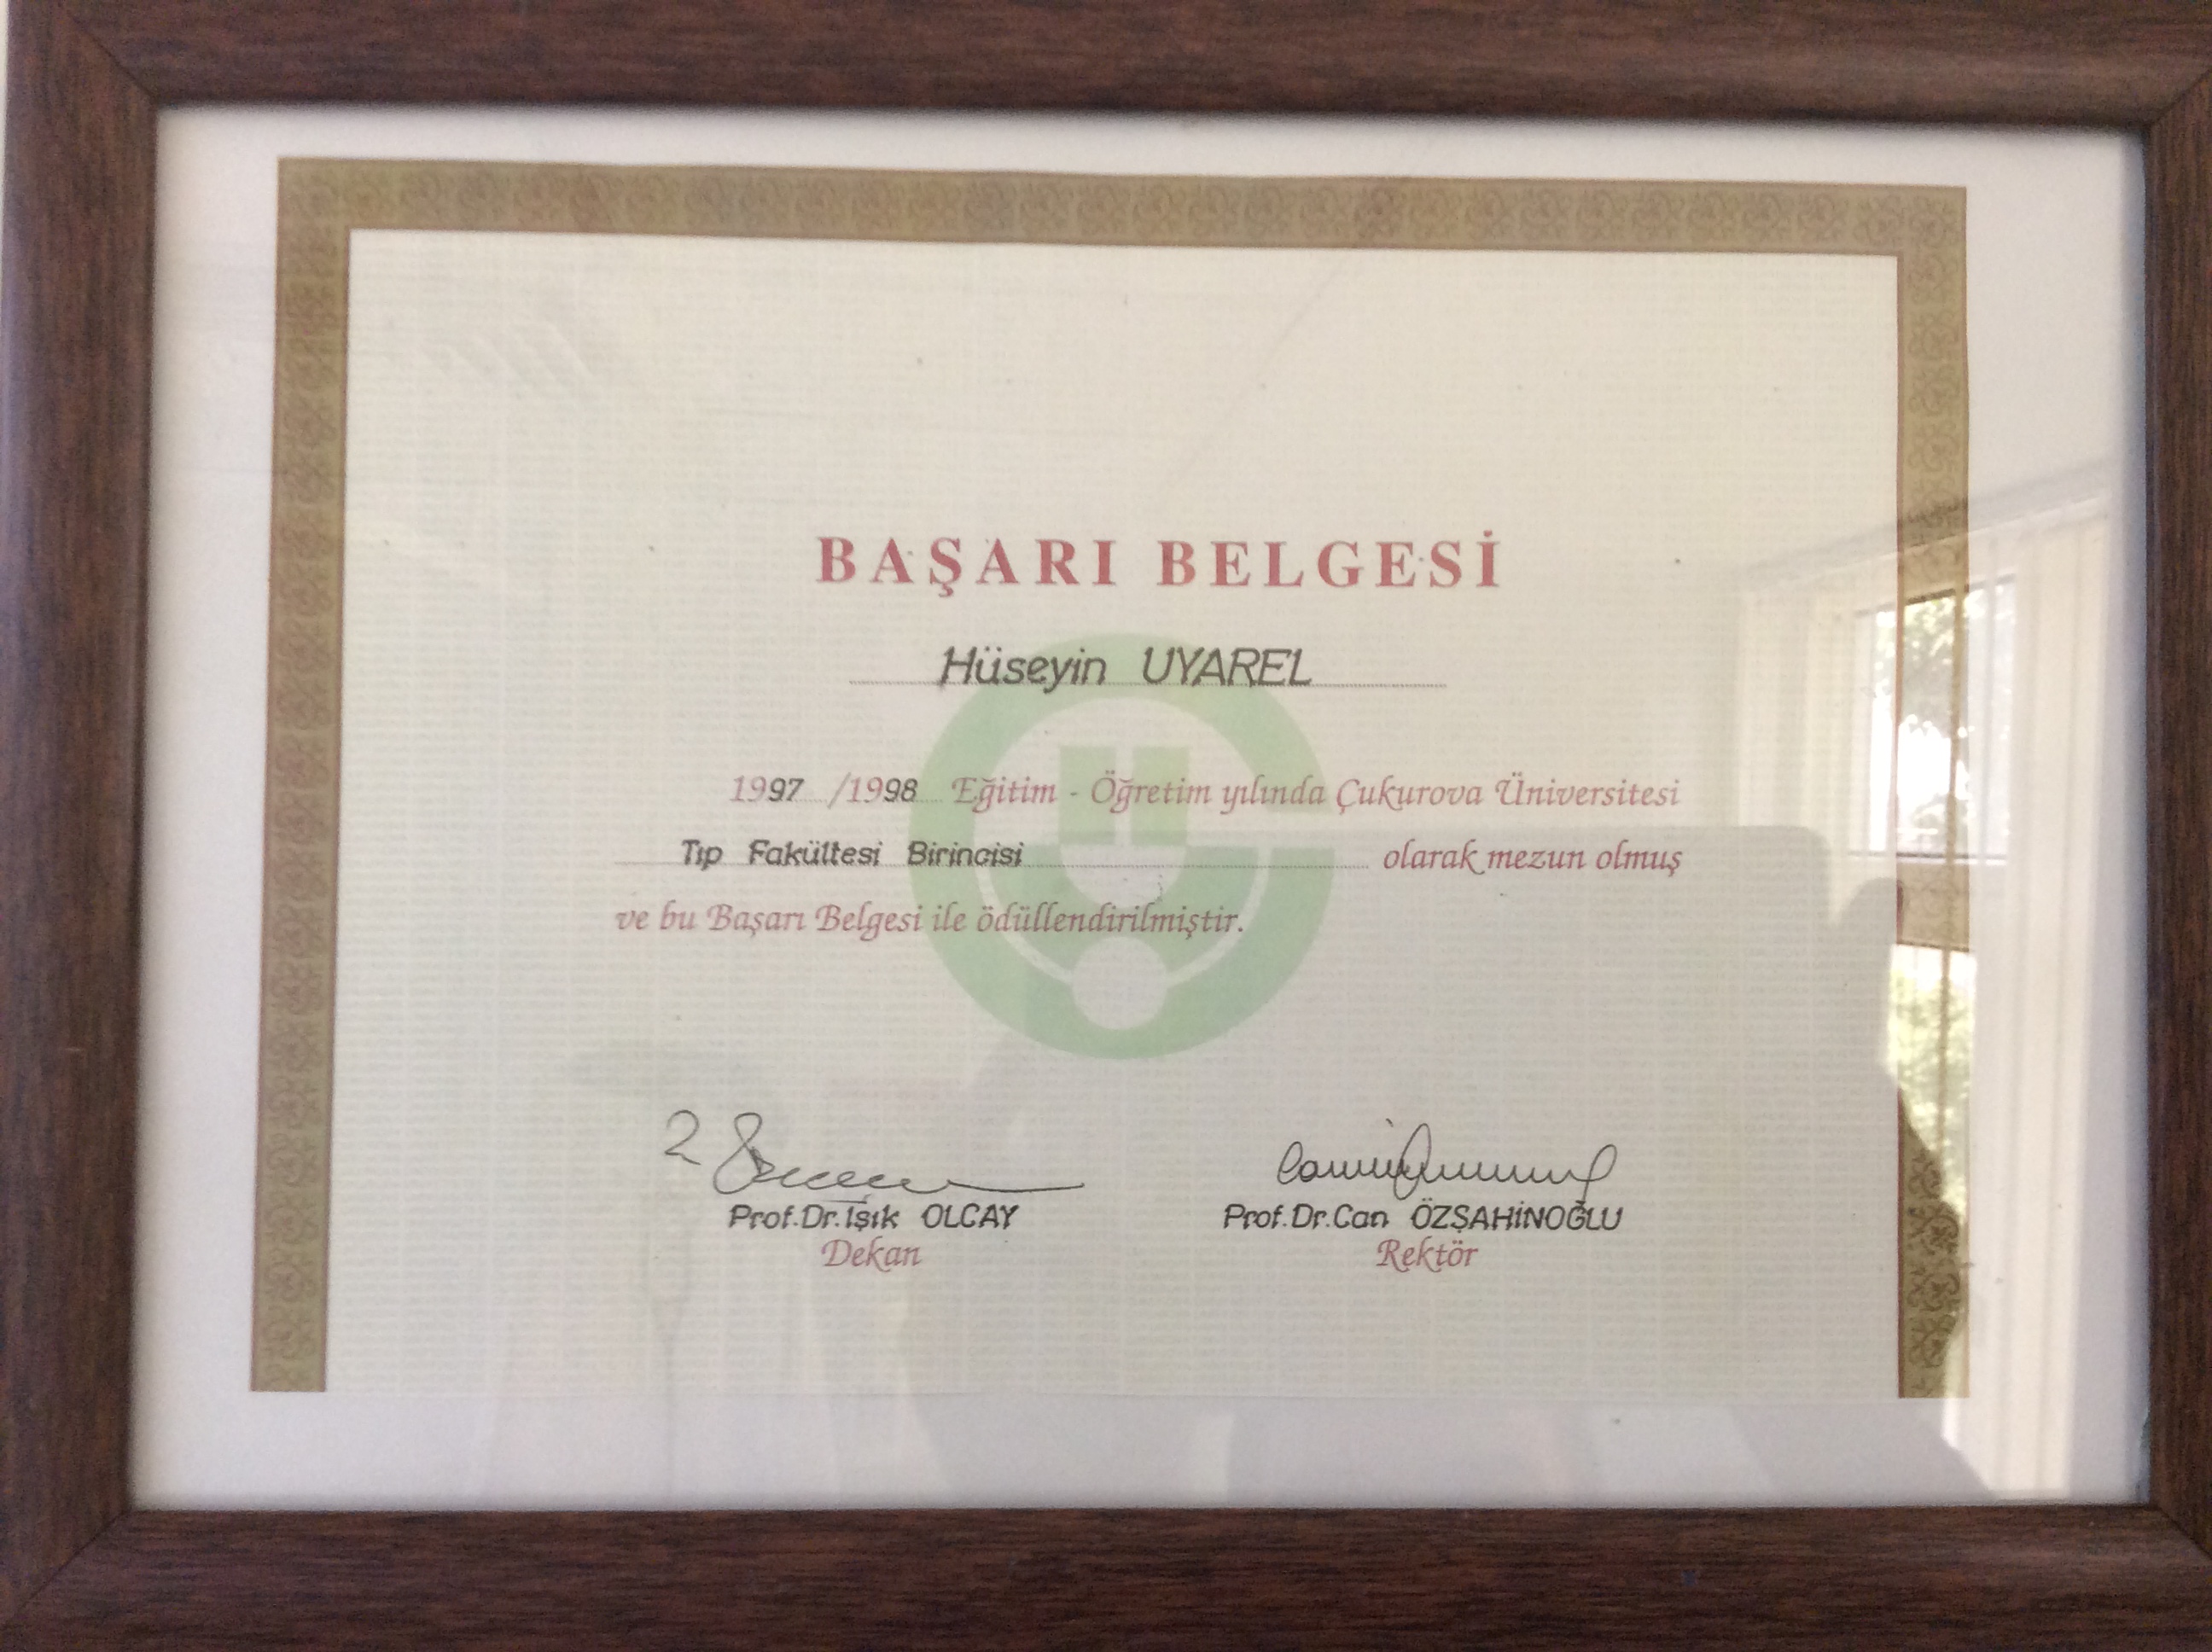 BAŞARI BELGESİ
Hüseyin UYAREL
1997 /1998 Eğitim - Öğretim yılında Çukurova Üniversitesi
Tıp Fakültesi Birincisi olarak mezun olmuş
ve bu Başarı Belgesi ile ödüllendirilmiştir.
Prof.Dr.Işık OLCAY Prof.Dr.Can ÖZŞAHİNOĞLU
Dekan Rektör